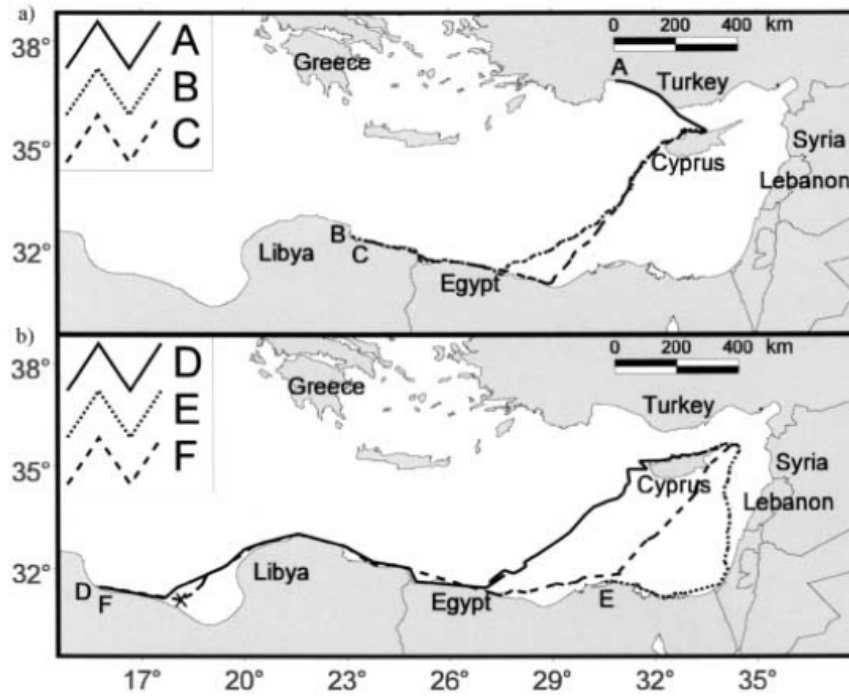 a)
0 200 400 km
38°
A
Greece
A
Turkey
B
C
35°
Syria
Cyprus
Lebanon
B
C
Libya
32°
Egypt
b)
0 200 400 km
38°
D
Greece
E
Turkey
F
35°
Syria
Cyprus
Lebanon
32°
Libya
D
F
Egypt
E
17° 20° 23° 26° 29° 32° 35°